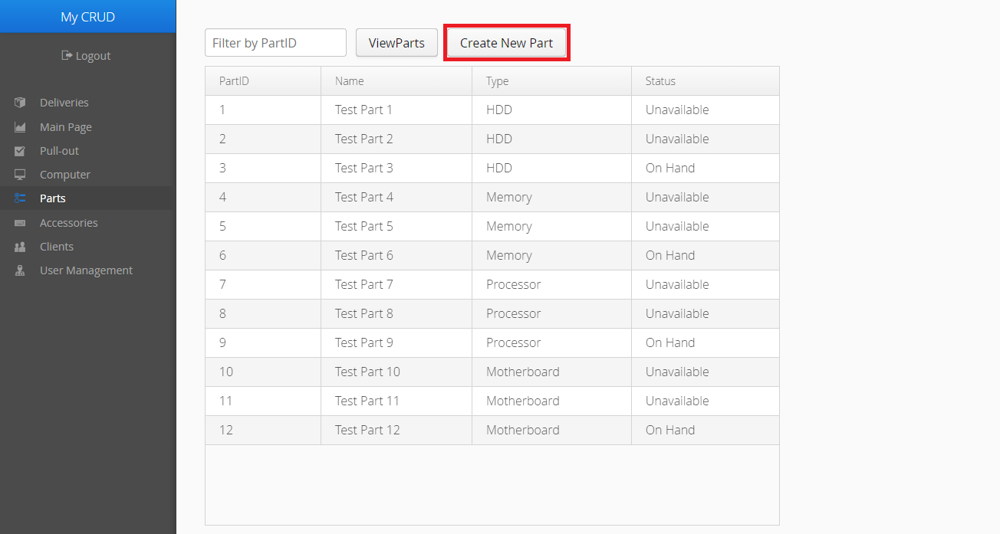 My CRUD
Logout
Deliveries
Main Page
Pull-out
Computer
Parts
Accessories
Clients
User Management
Filter by PartID ViewParts Create New Part
PartID Name Type Status
1 Test Part 1 HDD Unavailable
2 Test Part 2 HDD Unavailable
3 Test Part 3 HDD On Hand
4 Test Part 4 Memory Unavailable
5 Test Part 5 Memory Unavailable
6 Test Part 6 Memory On Hand
7 Test Part 7 Processor Unavailable
8 Test Part 8 Processor Unavailable
9 Test Part 9 Processor On Hand
10 Test Part 10 Motherboard Unavailable
11 Test Part 11 Motherboard Unavailable
12 Test Part 12 Motherboard On Hand